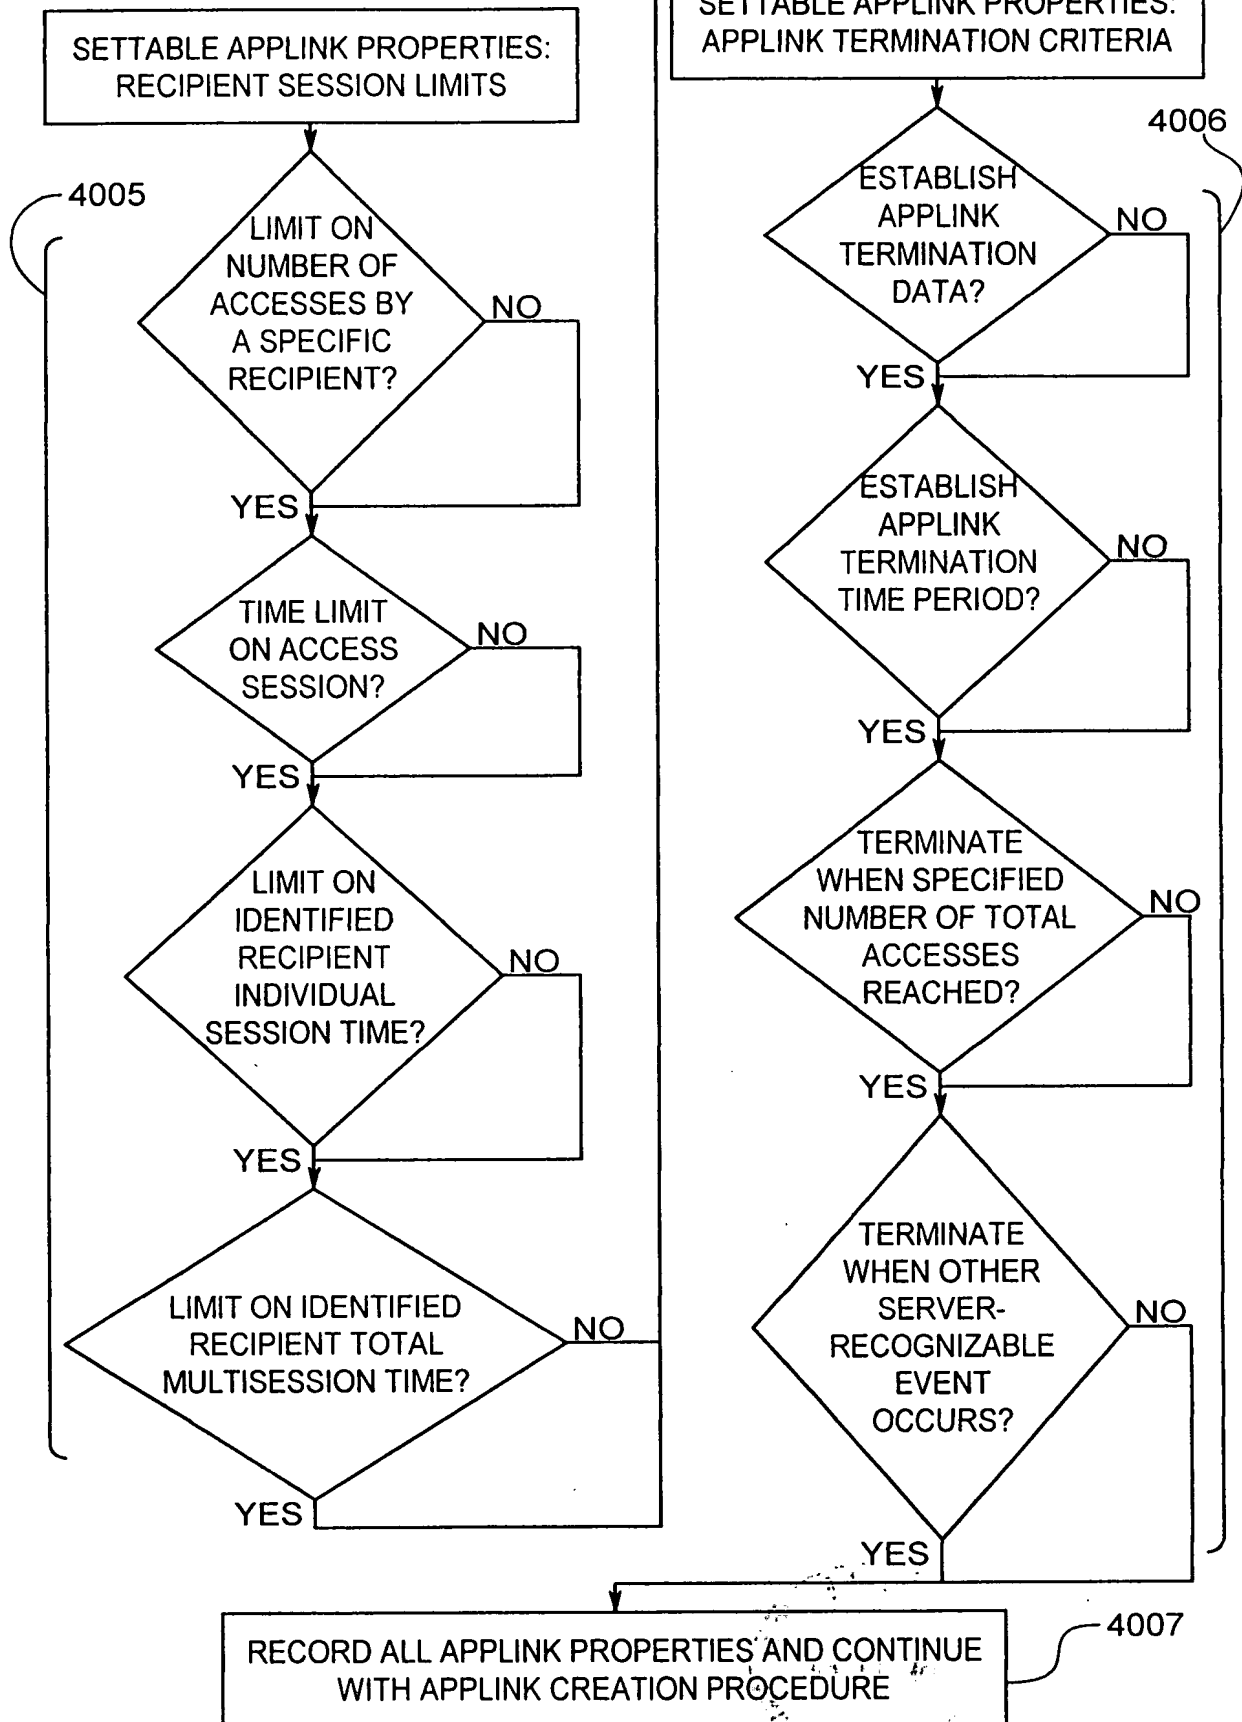 SETTABLE APPLINK PROPERTIES:
RECIPIENT SESSION LIMITS
4005
LIMIT ON
NUMBER OF
ACCESSES BY
A SPECIFIC
RECIPIENT?
NO
YES
TIME LIMIT
ON ACCESS
SESSION?
NO
YES
LIMIT ON
IDENTIFIED
RECIPIENT
INDIVIDUAL
SESSION TIME?
NO
YES
LIMIT ON IDENTIFIED
RECIPIENT TOTAL
MULTISESSION TIME?
NO
YES
SETTABLE APPLINK PROPERTIES:
APPLINK TERMINATION CRITERIA
4006
ESTABLISH
APPLINK
TERMINATION
DATA?
NO
YES
ESTABLISH
APPLINK
TERMINATION
TIME PERIOD?
NO
YES
TERMINATE
WHEN SPECIFIED
NUMBER OF TOTAL
ACCESSES
REACHED?
NO
YES
TERMINATE
WHEN OTHER
SERVER-
RECOGNIZABLE
EVENT
OCCURS?
NO
YES
RECORD ALL APPLINK PROPERTIES AND CONTINUE
WITH APPLINK CREATION PROCEDURE
4007